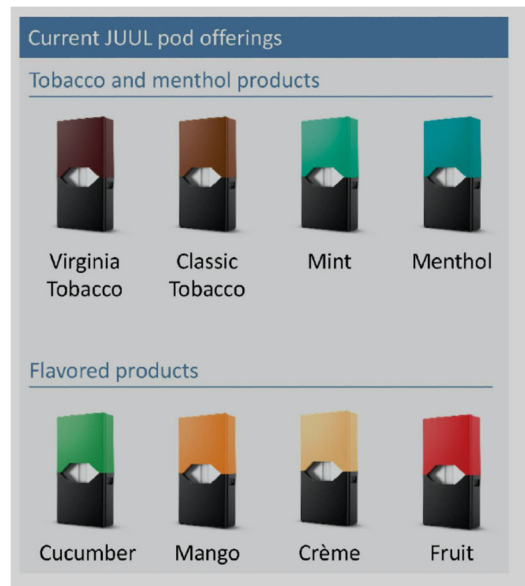 Current JUUL pod offerings
Tobacco and menthol products
Virginia Tobacco
Classic Tobacco
Mint
Menthol
Flavored products
Cucumber
Mango
Crème
Fruit